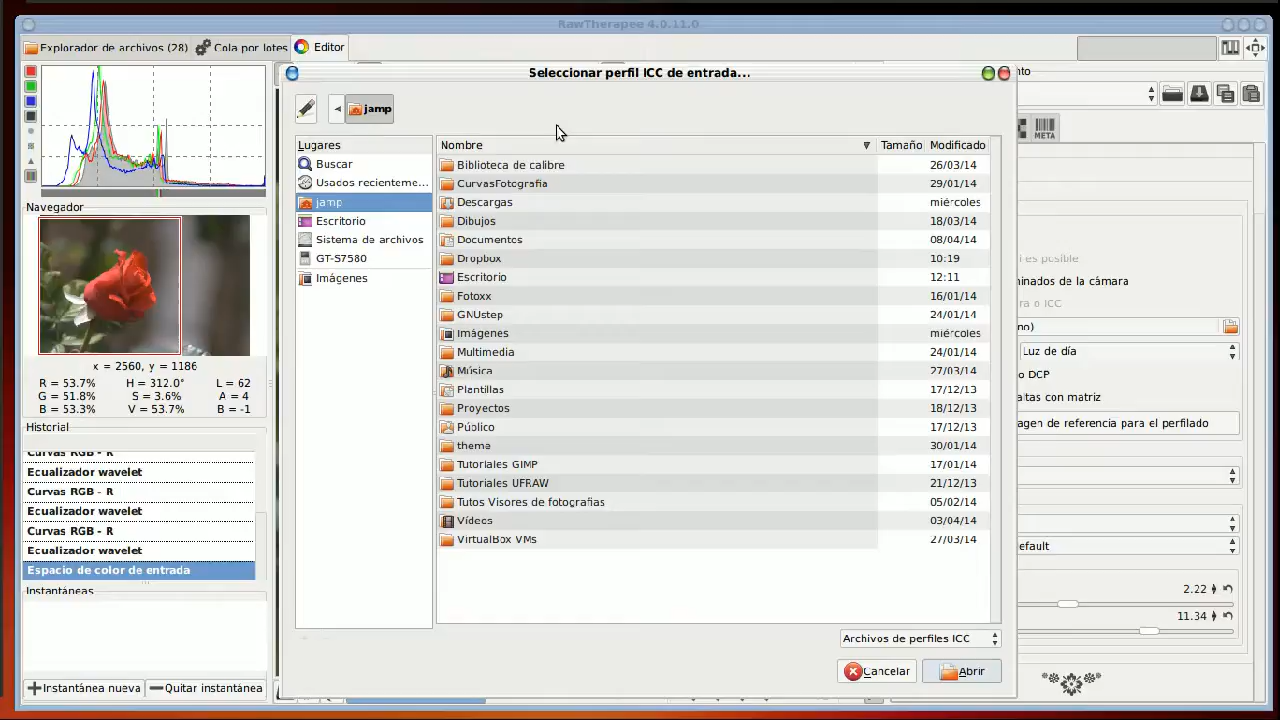 RawTherapee 4.0.11.0
Explorador de archivos (28)
Cola por lotes
Editor
Seleccionar perfil ICC de entrada...
jamp
META
Lugares
Buscar
Usados recienteme...
jamp
Escritorio
Sistema de archivos
GT-S7580
Imágenes
Nombre Tamaño Modificado
Biblioteca de calibre 26/03/14
CurvasFotografia 29/01/14
Descargas miércoles
Dibujos 18/03/14
Documentos 08/04/14
Dropbox 10:19
Escritorio 12:11
Fotoxx 16/01/14
GNUstep 24/01/14
Imágenes miércoles
Multimedia 24/01/14
Música 27/03/14
Plantillas 17/12/13
Proyectos 18/12/13
Público 17/12/13
theme 30/01/14
Tutoriales GIMP 17/01/14
Tutoriales UFRAW 21/12/13
Tutos Visores de fotografias 05/02/14
Vídeos 03/04/14
VirtualBox VMs 27/03/14
Archivos de perfiles ICC
Cancelar
Abrir
Navegador
x = 2560, y = 1186
R = 53.7% H = 312.0° L = 62
G = 51.8% S = 3.6% A = 4
B = 53.3% V = 53.7% B = -1
Historial
Curvas RGB - R
Ecualizador wavelet
Curvas RGB - R
Ecualizador wavelet
Curvas RGB - R
Ecualizador wavelet
Espacio de color de entrada
Instantáneas
Instantánea nueva
Quitar instantánea
nto
i es posible
minados de la cámara
ra o ICC
no)
Luz de día
o DCP
altas con matriz
agen de referencia para el perfilado
efault
2.22
11.34